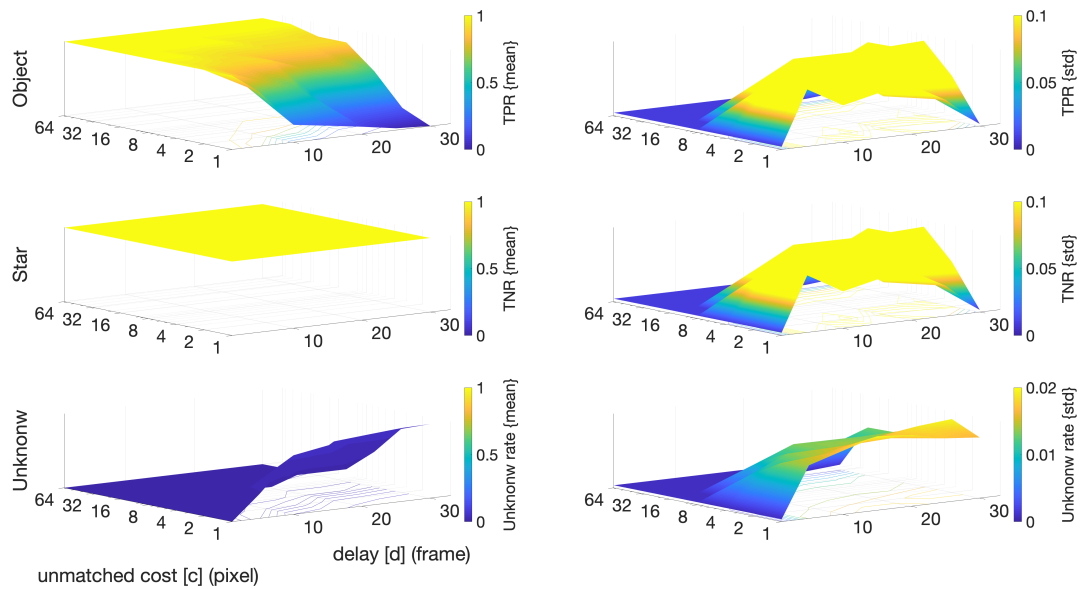 Object
64 32 16 8 4 2 1
10 20 30
1
0.5
0
TPR {mean}
64 32 16 8 4 2 1
10 20 30
0.1
0.05
0
TPR {std}
Star
64 32 16 8 4 2 1
10 20 30
1
0.5
0
TNR {mean}
64 32 16 8 4 2 1
10 20 30
0.1
0.05
0
TNR {std}
Unknonw
64 32 16 8 4 2 1
10 20 30
1
0.5
0
Unknonw rate {mean}
64 32 16 8 4 2 1
10 20 30
0.02
0.01
0
Unknonw rate {std}
delay [d] (frame)
unmatched cost [c] (pixel)